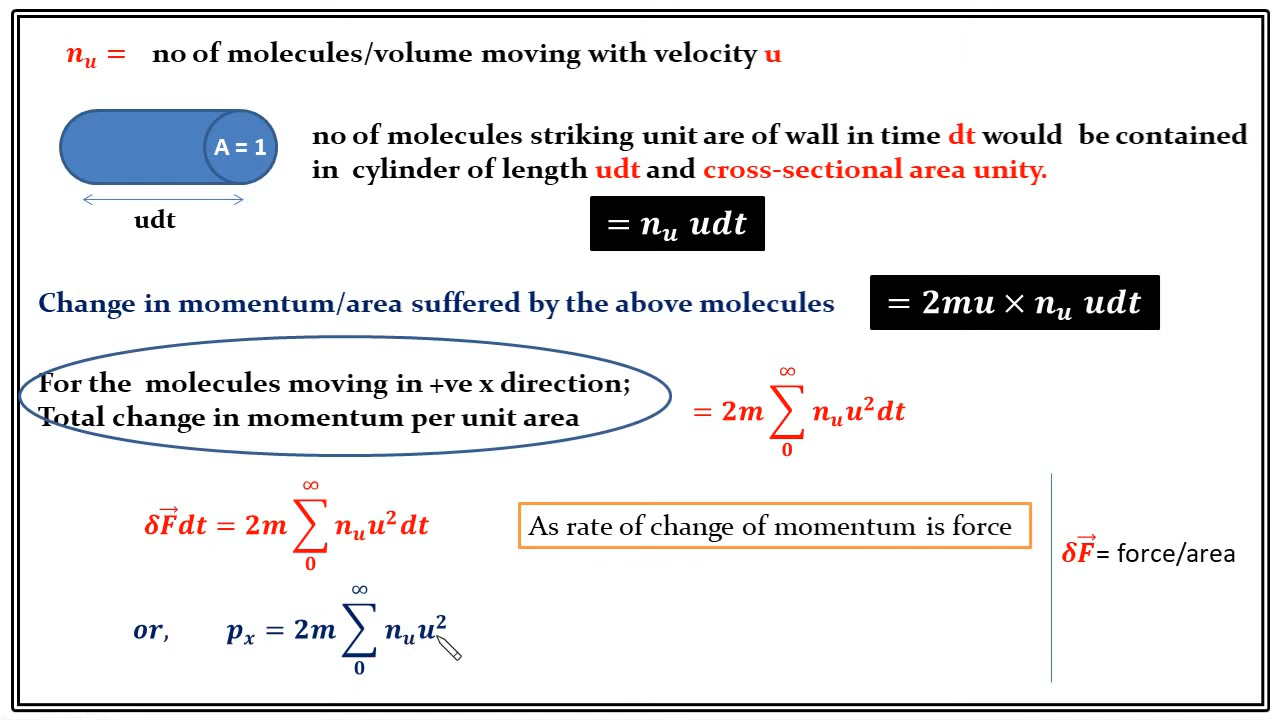 n_u = no of molecules/volume moving with velocity u
A = 1
udt
no of molecules striking unit are of wall in time dt would be contained
in cylinder of length udt and cross-sectional area unity.
= n_u udt
Change in momentum/area suffered by the above molecules = 2mu × n_u udt
For the molecules moving in +ve x direction;
Total change in momentum per unit area
= 2m ∑_0^∞ n_u u² dt
δF⃗dt = 2m ∑_0^∞ n_u u² dt
As rate of change of momentum is force
δF⃗= force/area
or, p_x = 2m ∑_0^∞ n_u u²